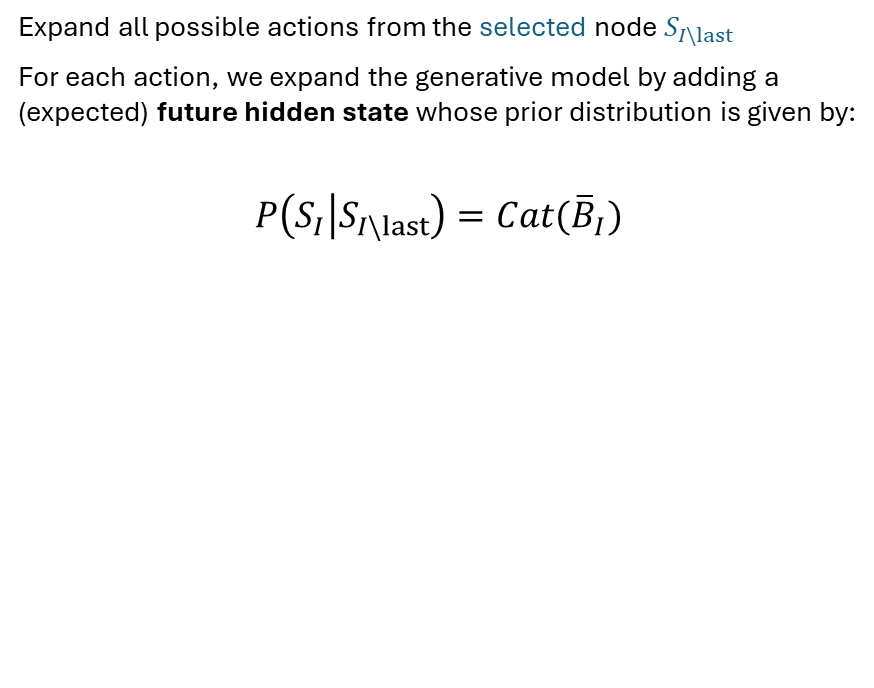 Expand all possible actions from the selected node S_{I\last}
For each action, we expand the generative model by adding a
(expected) future hidden state whose prior distribution is given by:
P(S_I|S_{I\last}) = Cat(B̄_I)